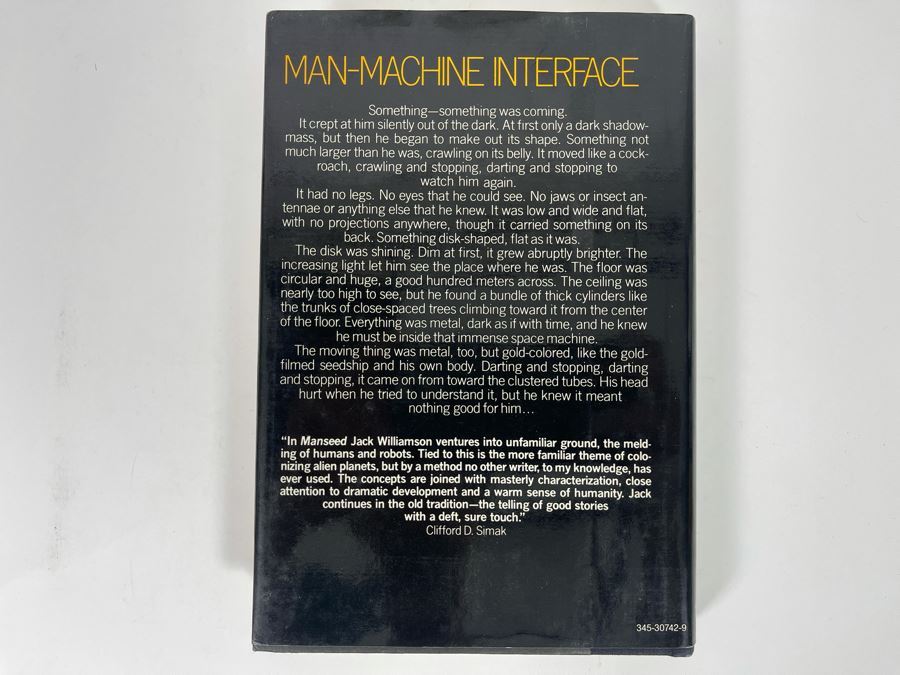 MAN-MACHINE INTERFACE
Something—something was coming.
It crept at him silently out of the dark. At first only a dark shadow-
mass, but then he began to make out its shape. Something not
much larger than he was, crawling on its belly. It moved like a cock-
roach, crawling and stopping, darting and stopping to
watch him again.
It had no legs. No eyes that he could see. No jaws or insect an-
tennae or anything else that he knew. It was low and wide and flat,
with no projections anywhere, though it carried something on its
back. Something disk-shaped, flat as it was.
The disk was shining. Dim at first, it grew abruptly brighter. The
increasing light let him see the place where he was. The floor was
circular and huge, a good hundred meters across. The ceiling was
nearly too high to see, but he found a bundle of thick cylinders like
the trunks of close-spaced trees climbing toward it from the center
of the floor. Everything was metal, dark as if with time, and he knew
he must be inside that immense space machine.
The moving thing was metal, too, but gold-colored, like the gold-
filmed seedship and his own body. Darting and stopping, darting
and stopping, it came on from toward the clustered tubes. His head
hurt when he tried to understand it, but he knew it meant
nothing good for him...
"In Manseed Jack Williamson ventures into unfamiliar ground, the meld-
ing of humans and robots. Tied to this is the more familiar theme of colo-
nizing alien planets, but by a method no other writer, to my knowledge, has
ever used. The concepts are joined with masterly characterization, close
attention to dramatic development and a warm sense of humanity. Jack
continues in the old tradition—the telling of good stories
with a deft, sure touch."
Clifford D. Simak
345-30742-9